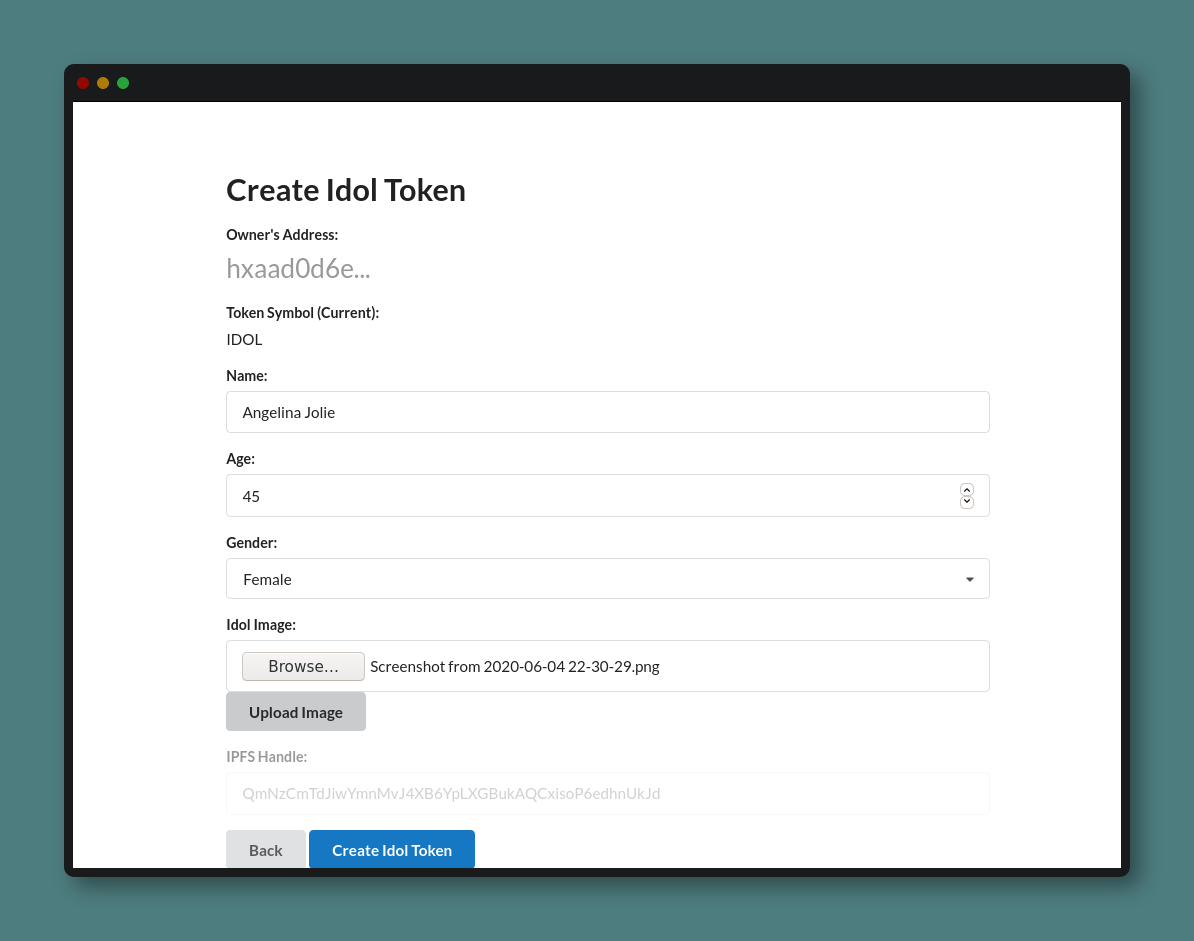 Create Idol Token
Owner's Address:
hxaad0d6e...
Token Symbol (Current):
IDOL
Name:
Angelina Jolie
Age:
45
Gender:
Female
Idol Image:
Browse... Screenshot from 2020-06-04 22-30-29.png
Upload Image
IPFS Handle:
QmNzCmTdJiwYmnMvJ4XB6YpLXGBukAQCxisoP6edhnUkJd
Back Create Idol Token